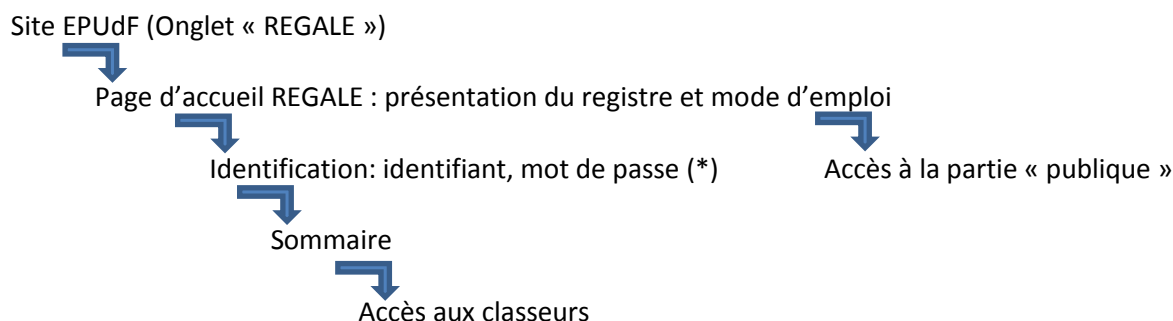 Site EPUdF (Onglet « REGALE »)
Page d’accueil REGALE : présentation du registre et mode d’emploi
Identification: identifiant, mot de passe (*) Accès à la partie « publique »
Sommaire
Accès aux classeurs